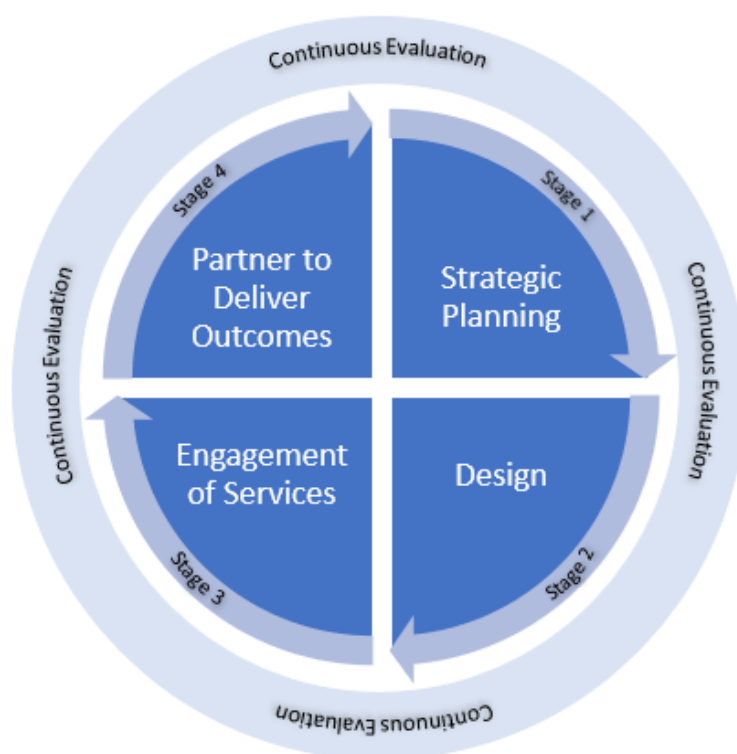 Continuous Evaluation
Stage 4
Stage 1
Partner to
Deliver
Outcomes
Strategic
Planning
Continuous Evaluation
Continuous Evaluation
Engagement
of Services
Design
Stage 3
Stage 2
Continuous Evaluation